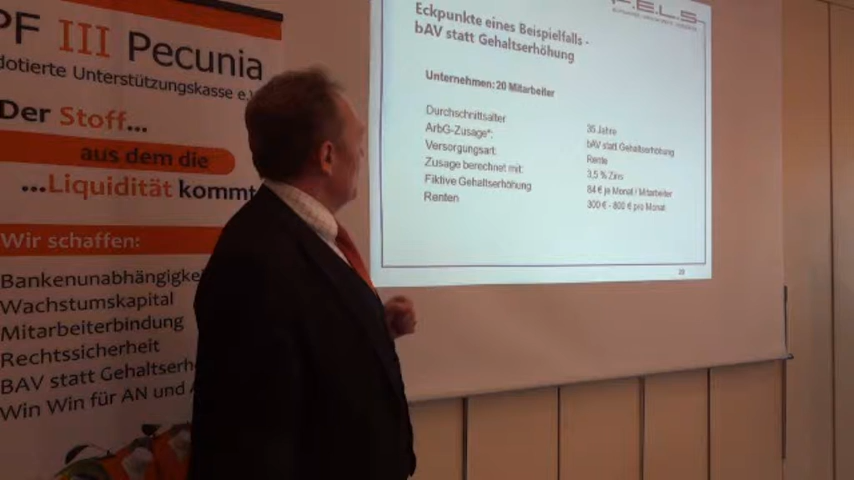 PF III Pecunia
dotierte Unterstützungskasse e.
Der Stoff...
aus dem die
...Liquidität kommt
Wir schaffen:
Bankenunabhängigke
Wachstumskapital
Mitarbeiterbindung
Rechtssicherheit
BAV statt Gehaltserh
Win Win für AN und A
F.E.L.S
Eckpunkte eines Beispielfalls -
bAV statt Gehaltserhöhung
Unternehmen: 20 Mitarbeiter
Durchschnittsalter 35 Jahre
ArbG-Zusage*: bAV statt Gehaltserhöhung
Versorgungsart: Rente
Zusage berechnet mit: 3,5 % Zins
Fiktive Gehaltserhöhung 84 € je Monat / Mitarbeiter
Renten 300 € - 800 € pro Monat